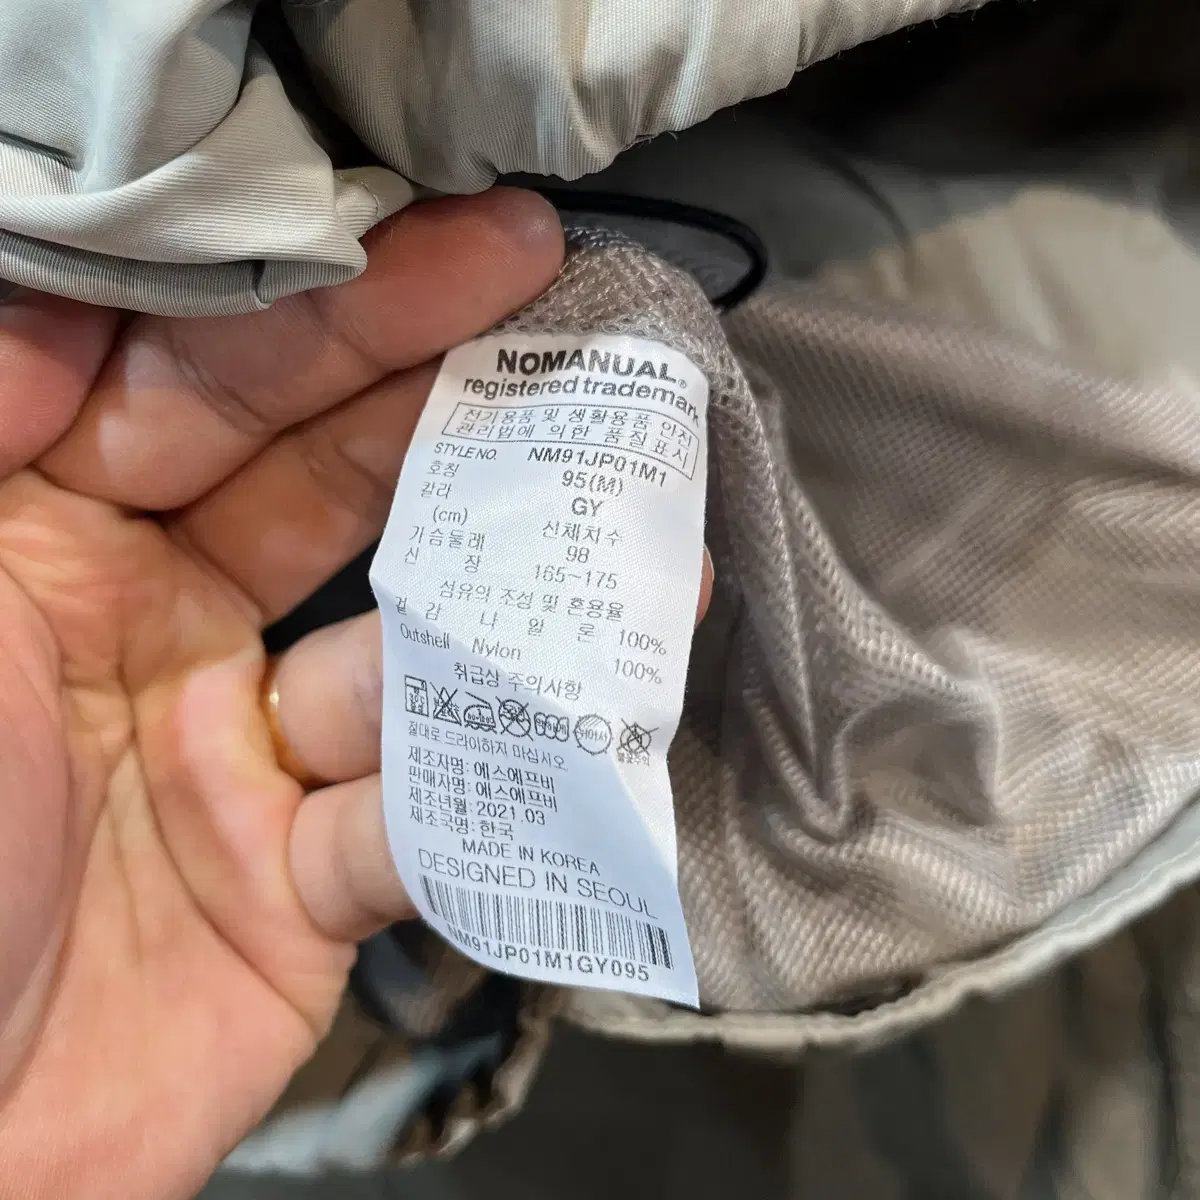 NOMANUAL®
registered trademark
전기용품 및 생활용품 안전
관리법에 의한 품질표시
STYLE NO. NM91JP01M1
호칭 95(M)
칼라 GY
(cm) 신체치수
가슴둘레 98
신 장 165~175
섬유의 조성 및 혼용율
겉 감 나 일 론 100%
Outshell Nylon 100%
취급상 주의사항
절대로 드라이하지 마십시오
제조자명: 에스에프비
판매자명: 에스에프비
제조년월: 2021.03
제조국명: 한국
MADE IN KOREA
DESIGNED IN SEOUL
NM91JP01M1GY095